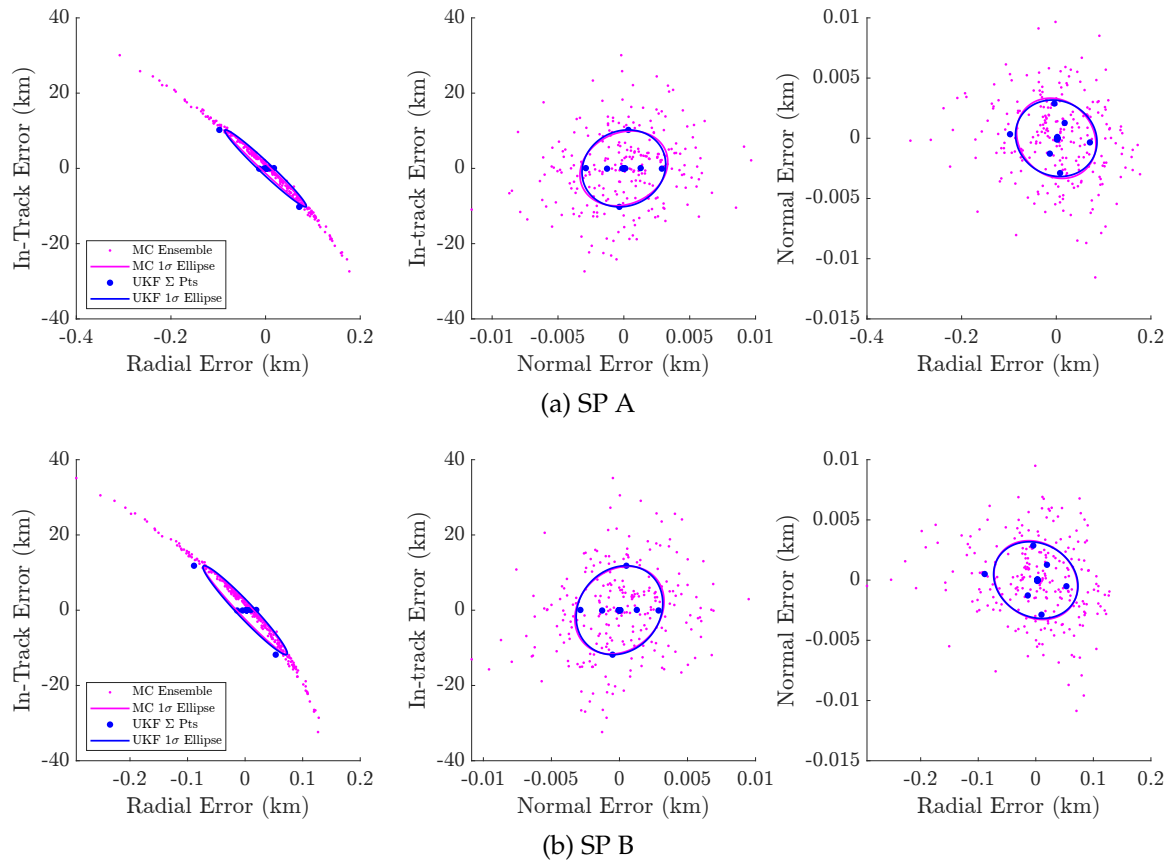 40
20
0
-20
-40
In-Track Error (km)
MC Ensemble
MC 1σ Ellipse
UKF Σ Pts
UKF 1σ Ellipse
-0.4 -0.2 0 0.2
Radial Error (km)
40
20
0
-20
-40
In-track Error (km)
-0.01 -0.005 0 0.005 0.01
Normal Error (km)
0.01
0.005
0
-0.005
-0.01
-0.015
Normal Error (km)
-0.4 -0.2 0 0.2
Radial Error (km)
(a) SP A
40
20
0
-20
-40
In-Track Error (km)
MC Ensemble
MC 1σ Ellipse
UKF Σ Pts
UKF 1σ Ellipse
-0.2 -0.1 0 0.1 0.2
Radial Error (km)
40
20
0
-20
-40
In-track Error (km)
-0.01 -0.005 0 0.005 0.01
Normal Error (km)
0.01
0.005
0
-0.005
-0.01
-0.015
Normal Error (km)
-0.2 -0.1 0 0.1 0.2
Radial Error (km)
(b) SP B